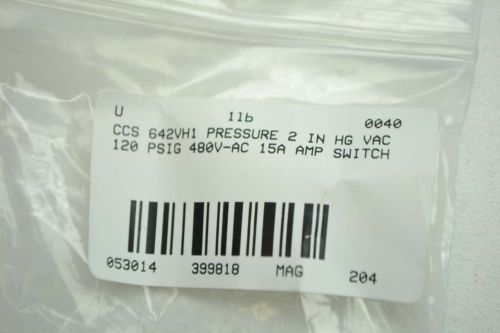 U 11b 0040
CCS 642VH1 PRESSURE 2 IN HG VAC
120 PSIG 480V-AC 15A AMP SWITCH
053014 399818 MAG 204